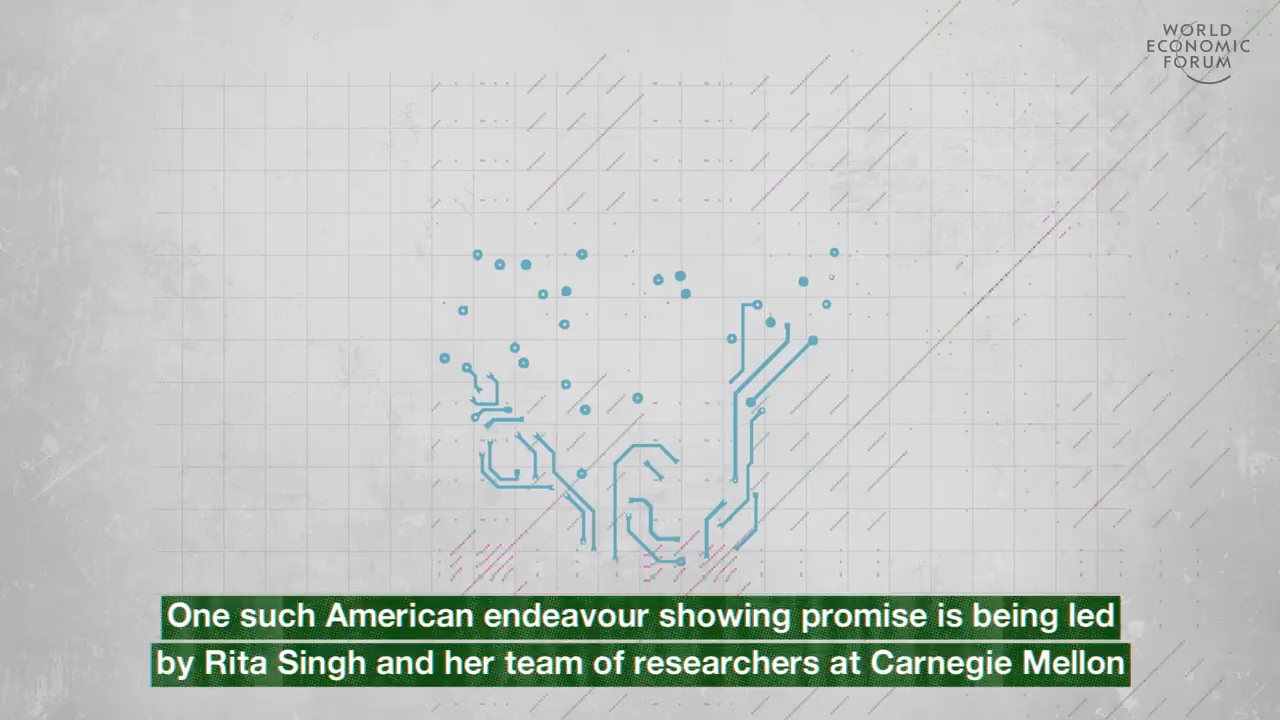 WORLD
ECONOMIC
FORUM
One such American endeavour showing promise is being led
by Rita Singh and her team of researchers at Carnegie Mellon